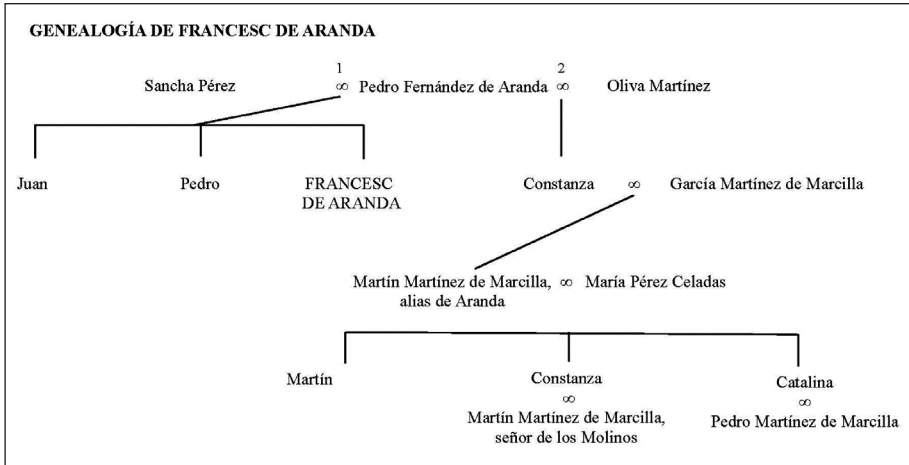 GENEALOGÍA DE FRANCESC DE ARANDA
1 2
Sancha Pérez ∞ Pedro Fernández de Aranda ∞ Oliva Martínez
Juan Pedro FRANCESC Constanza ∞ García Martínez de Marcilla
DE ARANDA
Martín Martínez de Marcilla, ∞ María Pérez Celadas
alias de Aranda
Martín Constanza Catalina
∞ ∞
Martín Martínez de Marcilla, Pedro Martínez de Marcilla
señor de los Molinos